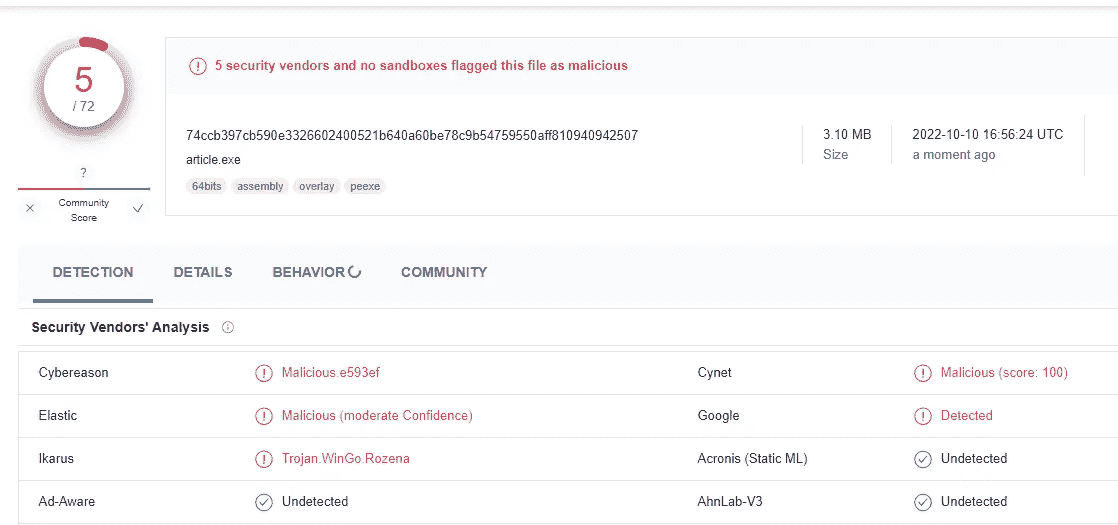 5
/ 72
?
Community
Score
5 security vendors and no sandboxes flagged this file as malicious
74ccb397cb590e3326602400521b640a60be78c9b54759550aff810940942507
article.exe
64bits assembly overlay peexe
3.10 MB
Size
2022-10-10 16:56:24 UTC
a moment ago
DETECTION DETAILS BEHAVIOR COMMUNITY
Security Vendors' Analysis
Cybereason Malicious.e593ef Cynet Malicious (score: 100)
Elastic Malicious (moderate Confidence) Google Detected
Ikarus Trojan.WinGo.Rozena Acronis (Static ML) Undetected
Ad-Aware Undetected AhnLab-V3 Undetected